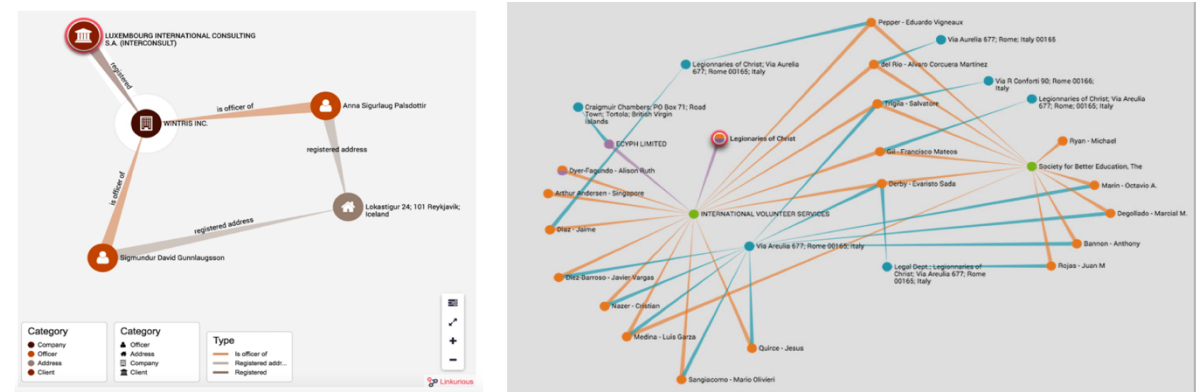 LUXEMBOURG INTERNATIONAL CONSULTING
S.A. (INTERCONSULT)
registered
is officer of
Anna Sigurlaug Palsdottir
WINTRIS INC.
registered address
is officer of
Lokastigur 24; 101 Reykjavik;
Iceland
registered address
Sigmundur David Gunnlaugsson
Category
Company
Officer
Address
Client
Category
Officer
Address
Company
Client
Type
Is officer of
Registered addr...
Registered
Linkurious
Pepper - Eduardo Vigneaux
Via Aurelia 677; Rome; Italy 00165
Legionnaries of Christ; Via Aurelia
677; Rome 00165; Italy
del Rio - Alvaro Corcuera Martinez
Via R Conforti 90; Rome 00166;
Italy
Craigmuir Chambers; PO Box 71; Road
Town; Tortola; British Virgin
Islands
Trigila - Salvatore
Legionnaries of Christ; Via Areulia
677; Rome; 00165; Italy
Legionaries of Christ
ECYPH LIMITED
Gil - Francisco Mateos
Ryan - Michael
Dyer-Fagundo - Alison Ruth
Society for Better Education, The
Derby - Evaristo Sada
Marin - Octavio A.
Arthur Andersen - Singapore
INTERNATIONAL VOLUNTEER SERVICES
Degollado - Marcial M.
Diaz - Jaime
Via Areulia 677; Rome 00165; Italy
Bannon - Anthony
Legal Dept.; Legionnaries of
Christ; Via Areulia 677; Rome
00165; Italy
Rojas - Juan M
Diez-Barroso - Javier Vargas
Nazer - Cristian
Medina - Luis Garza
Quirce - Jesus
Sangiacomo - Mario Olivieri